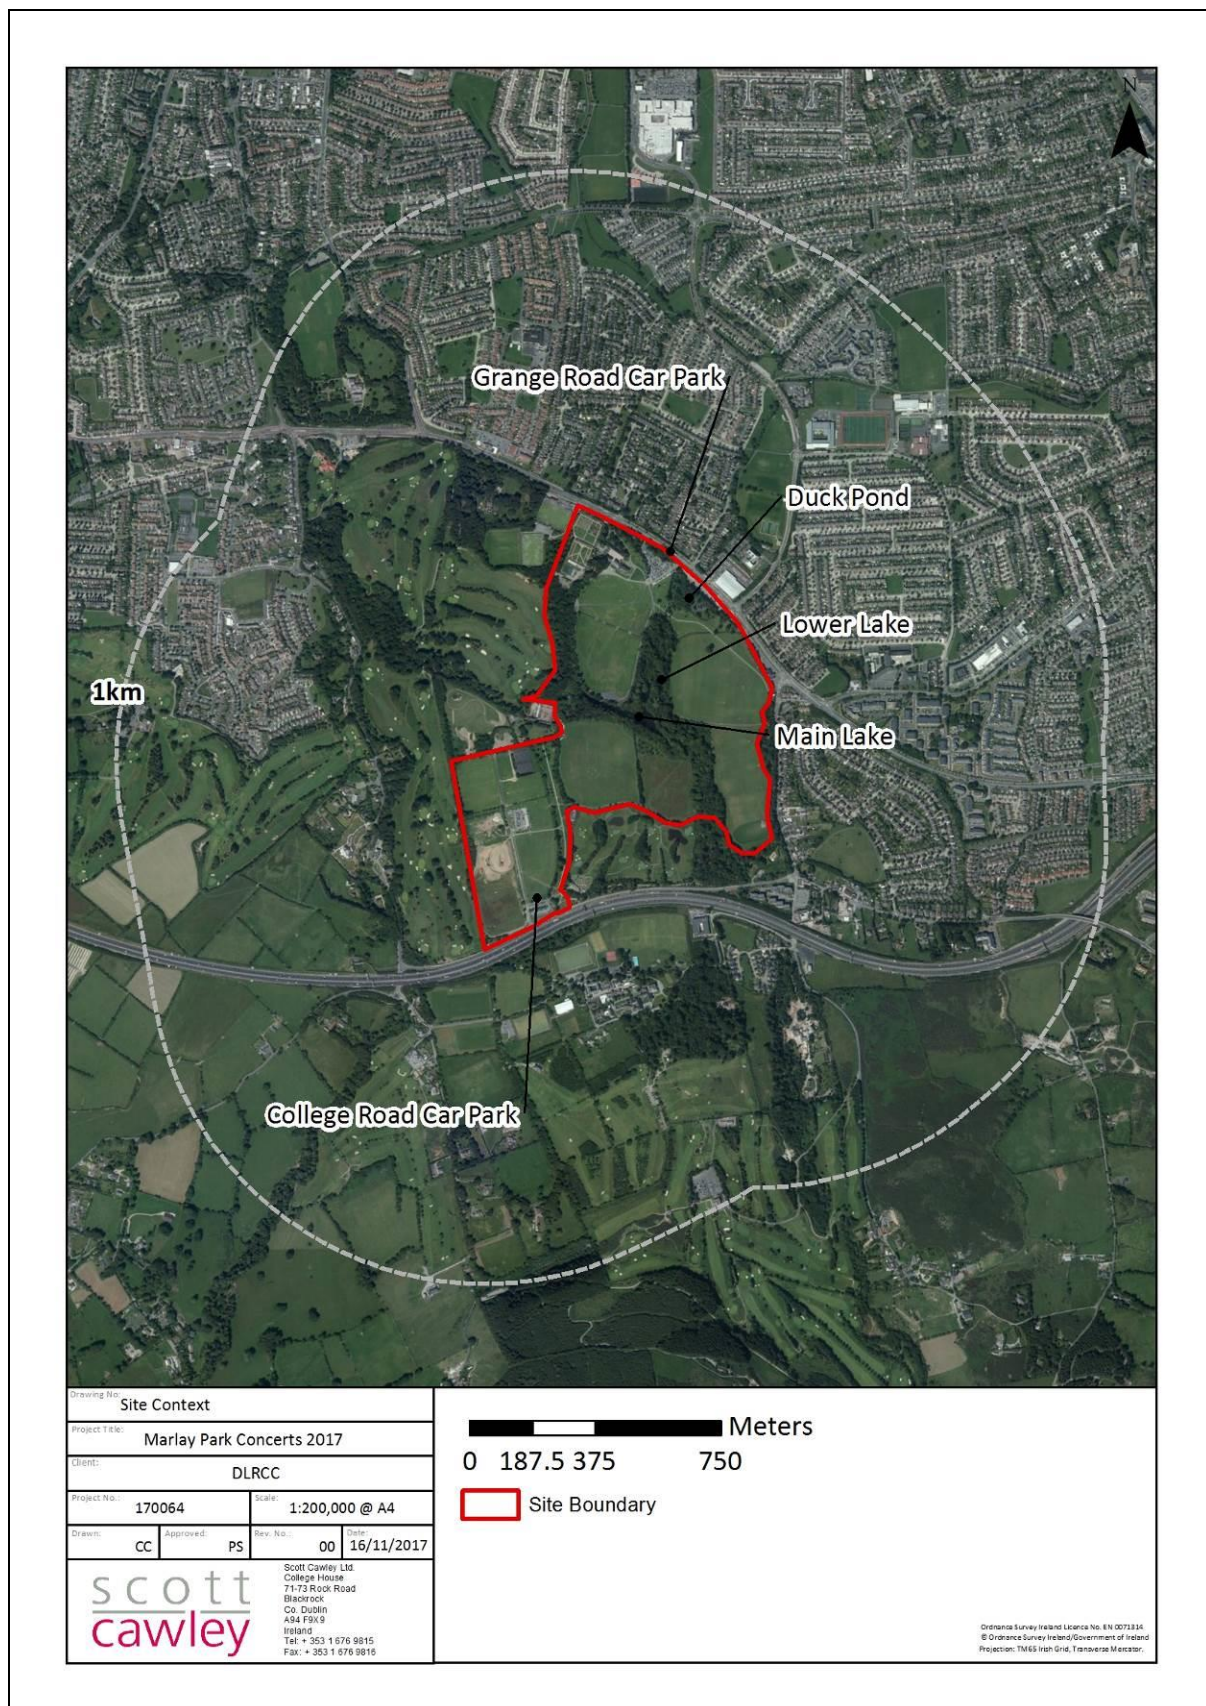 N
Grange Road Car Park
Duck Pond
Lower Lake
1km
Main Lake
College Road Car Park
Drawing No:
Site Context
Project Title:
Marlay Park Concerts 2017
Client:
DLRCC
Project No.:
170064
Scale:
1:200,000 @ A4
Drawn:
CC
Approved:
PS
Rev. No.:
00
Date:
16/11/2017
scott
cawley
Scott Cawley Ltd.
College House
71-73 Rock Road
Blackrock
Co. Dublin
A94 F9X9
Ireland
Tel: + 353 1 676 9815
Fax: + 353 1 676 9816
Meters
0 187.5 375 750
Site Boundary
Ordnance Survey Ireland Licence No. EN 0071314.
© Ordnance Survey Ireland/Government of Ireland
Projection: TM65 Irish Grid, Transverse Mercator.